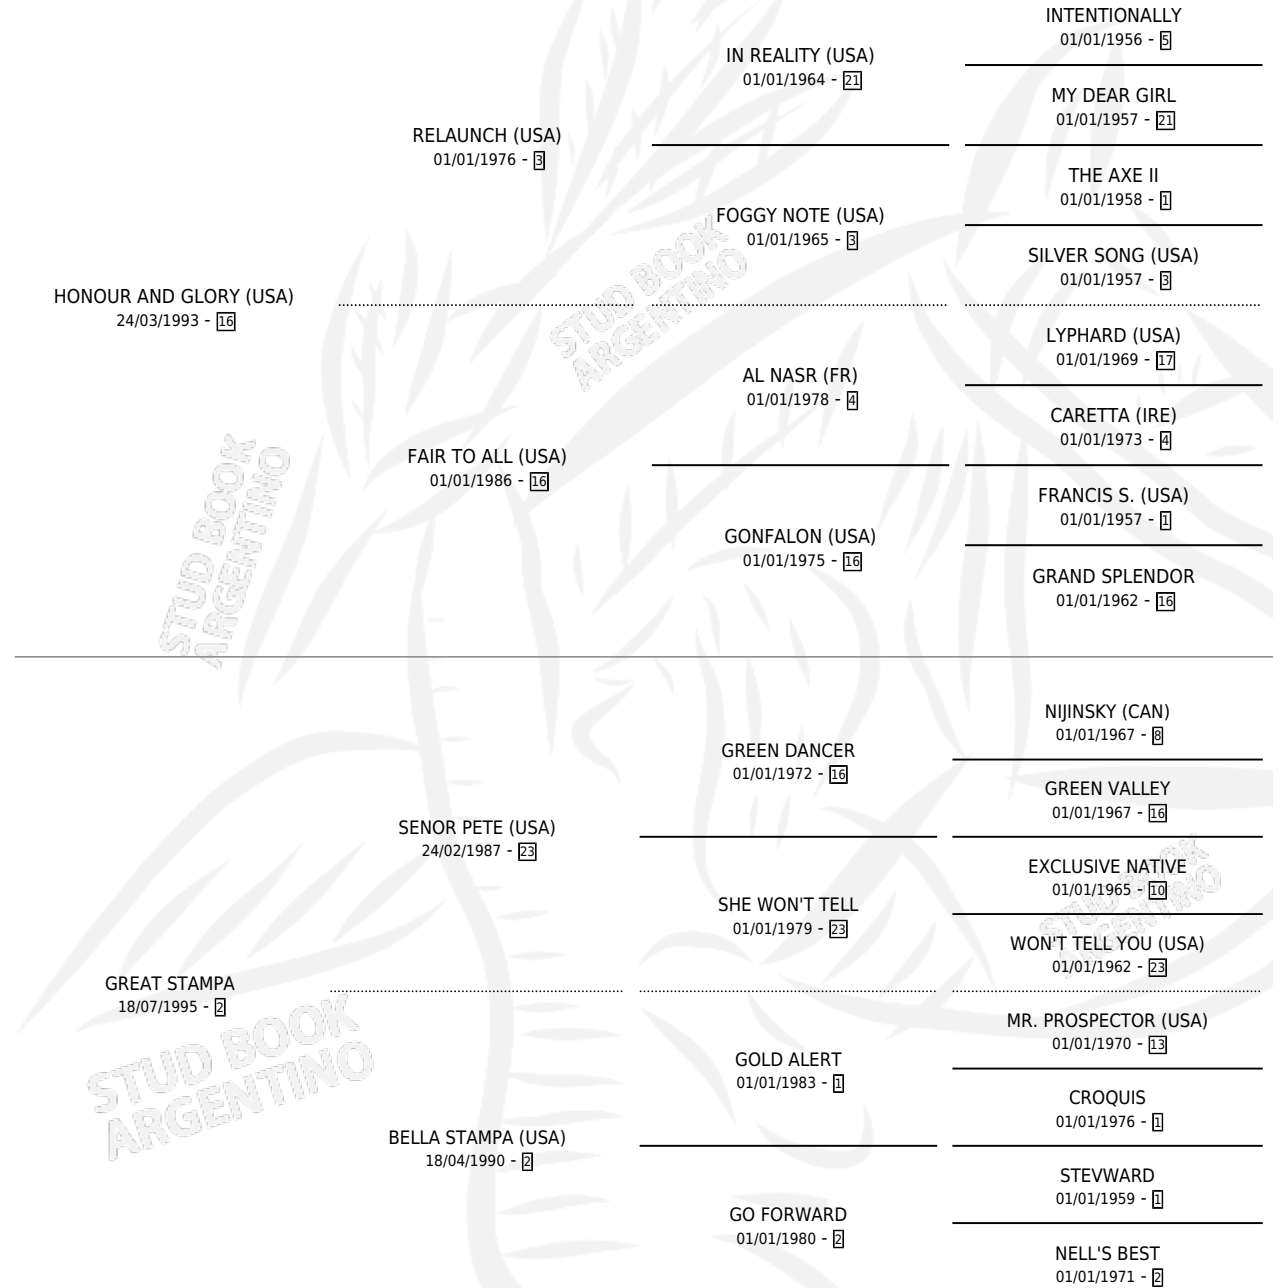 INTENTIONALLY
01/01/1956 - 5
IN REALITY (USA)
01/01/1964 - 21
MY DEAR GIRL
01/01/1957 - 21
RELAUNCH (USA)
01/01/1976 - 3
THE AXE II
01/01/1958 - 1
FOGGY NOTE (USA)
01/01/1965 - 3
SILVER SONG (USA)
01/01/1957 - 3
HONOUR AND GLORY (USA)
24/03/1993 - 16
LYPHARD (USA)
01/01/1969 - 17
AL NASR (FR)
01/01/1978 - 4
CARETTA (IRE)
01/01/1973 - 4
FAIR TO ALL (USA)
01/01/1986 - 16
FRANCIS S. (USA)
01/01/1957 - 1
GONFALON (USA)
01/01/1975 - 16
GRAND SPLENDOR
01/01/1962 - 16
NIJINSKY (CAN)
01/01/1967 - 8
GREEN DANCER
01/01/1972 - 16
GREEN VALLEY
01/01/1967 - 16
SENOR PETE (USA)
24/02/1987 - 23
EXCLUSIVE NATIVE
01/01/1965 - 10
SHE WON'T TELL
01/01/1979 - 23
WON'T TELL YOU (USA)
01/01/1962 - 23
GREAT STAMPA
18/07/1995 - 2
MR. PROSPECTOR (USA)
01/01/1970 - 13
GOLD ALERT
01/01/1983 - 1
CROQUIS
01/01/1976 - 1
BELLA STAMPA (USA)
18/04/1990 - 2
STEVWARD
01/01/1959 - 1
GO FORWARD
01/01/1980 - 2
NELL'S BEST
01/01/1971 - 2
STUD BOOK
ARGENTINO
STUD BOOK
ARGENTINO
STUD BOOK
ARGENTINO
STUD BOOK
ARGENTINO